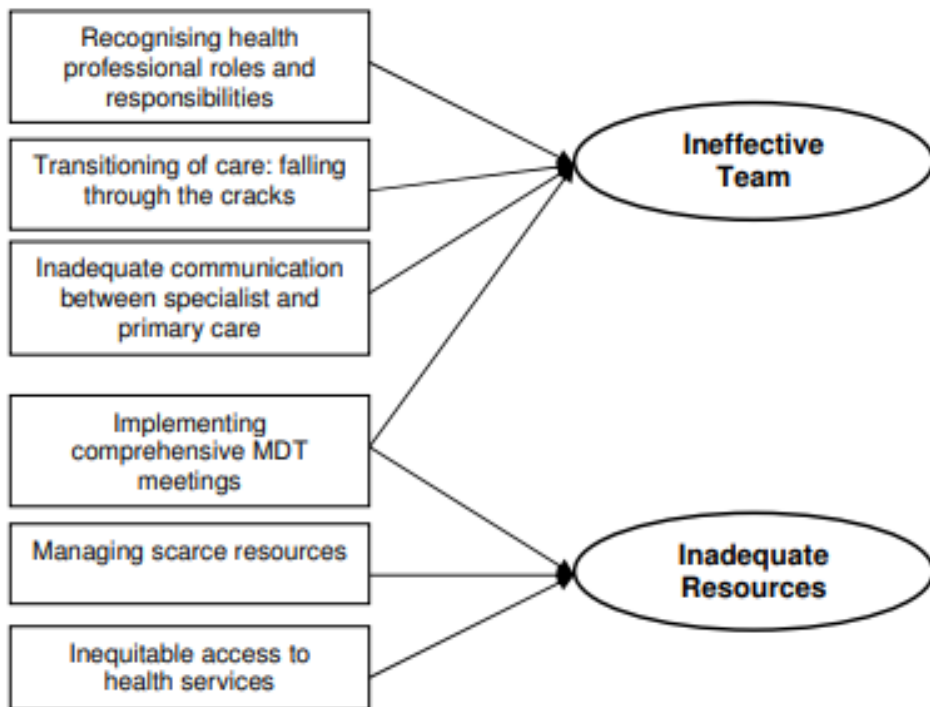 Recognising health
professional roles and
responsibilities
Transitioning of care: falling
through the cracks
Inadequate communication
between specialist and
primary care
Implementing
comprehensive MDT
meetings
Managing scarce resources
Inequitable access to
health services
Ineffective
Team
Inadequate
Resources